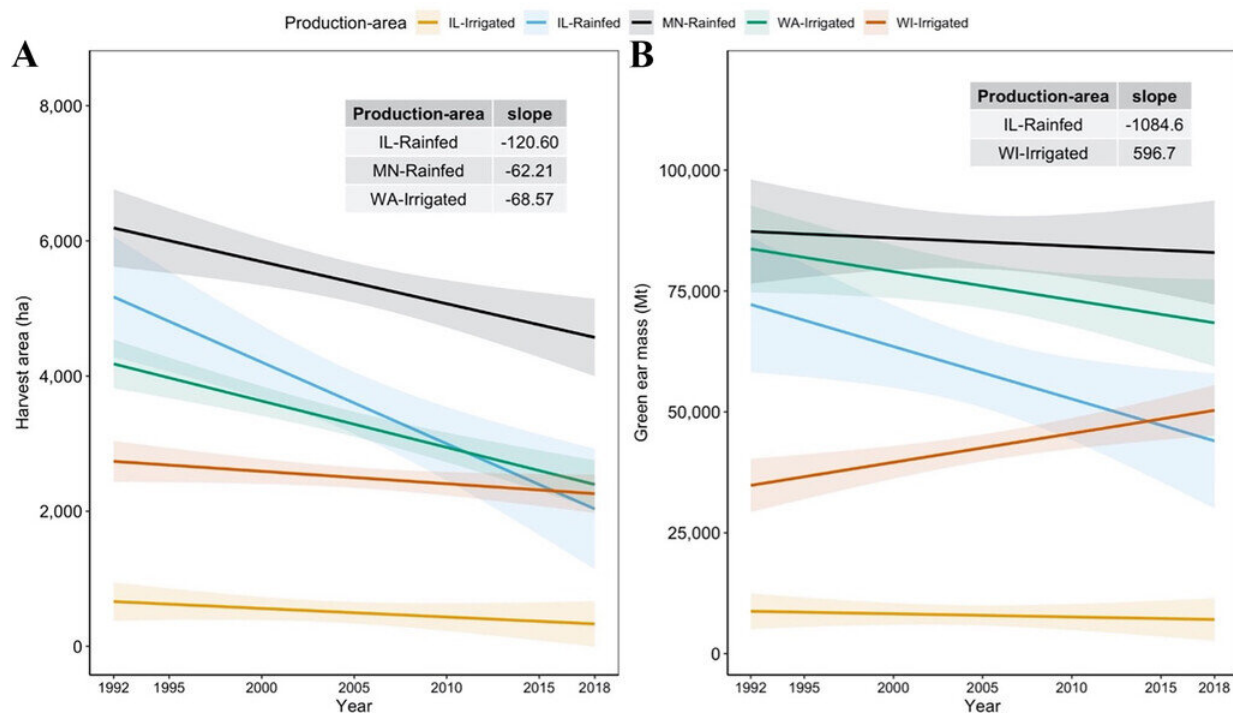 Production-area IL-Irrigated IL-Rainfed MN-Rainfed WA-Irrigated WI-Irrigated
A
8,000
6,000
4,000
2,000
0
Harvest area (ha)
Production-area slope
IL-Rainfed -120.60
MN-Rainfed -62.21
WA-Irrigated -68.57
1992 1995 2000 2005 2010 2015 2018
Year
B
100,000
75,000
50,000
25,000
0
Green ear mass (Mt)
Production-area slope
IL-Rainfed -1084.6
WI-Irrigated 596.7
1992 1995 2000 2005 2010 2015 2018
Year